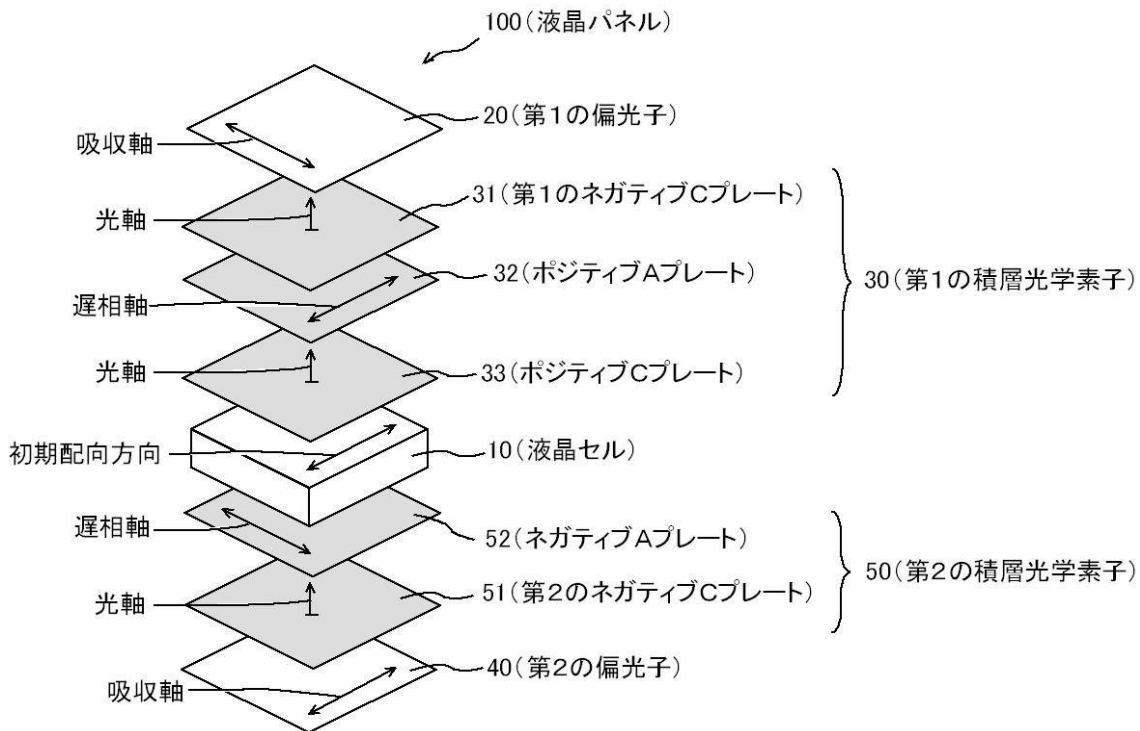 100(液晶パネル)
20(第1の偏光子)
吸収軸
31(第1のネガティブCプレート)
光軸
32(ポジティブAプレート)
30(第1の積層光学素子)
遅相軸
光軸
33(ポジティブCプレート)
初期配向方向
10(液晶セル)
遅相軸
52(ネガティブAプレート)
50(第2の積層光学素子)
光軸
51(第2のネガティブCプレート)
40(第2の偏光子)
吸収軸